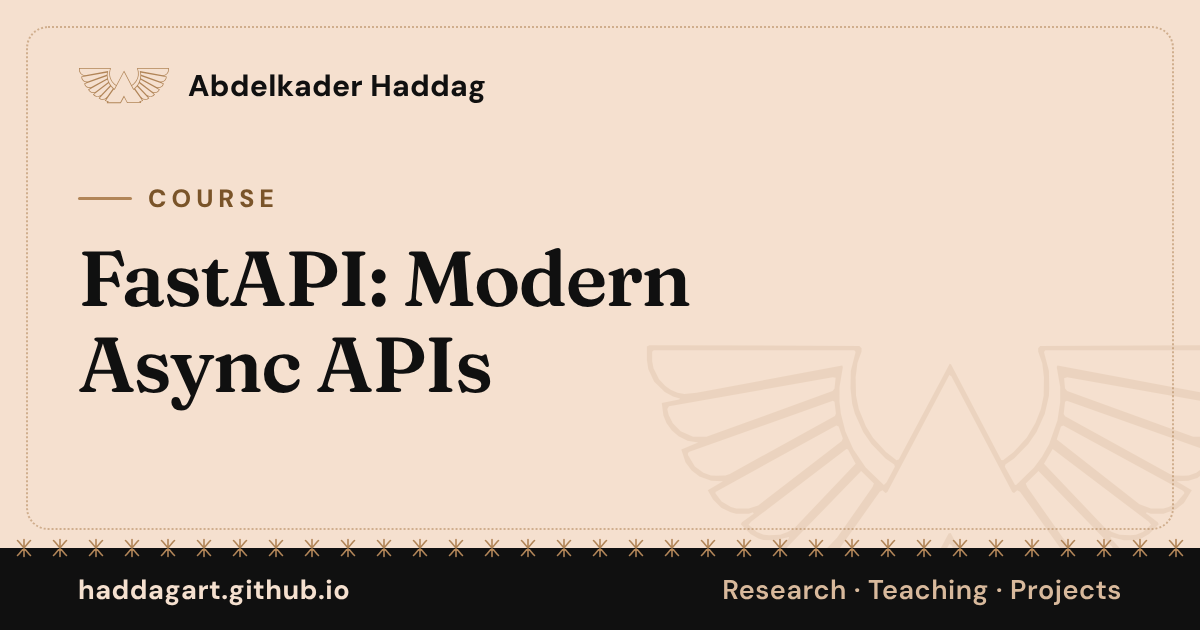 Abdelkader Haddag
COURSE
FastAPI: Modern
Async APIs
haddagart.github.io
Research · Teaching · Projects